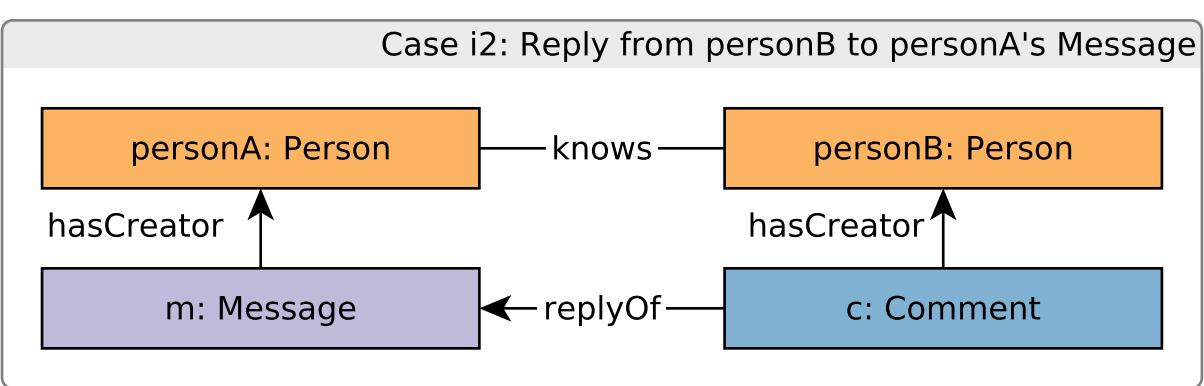 Case i2: Reply from personB to personA's Message
personA: Person
knows
personB: Person
hasCreator
hasCreator
m: Message
replyOf
c: Comment